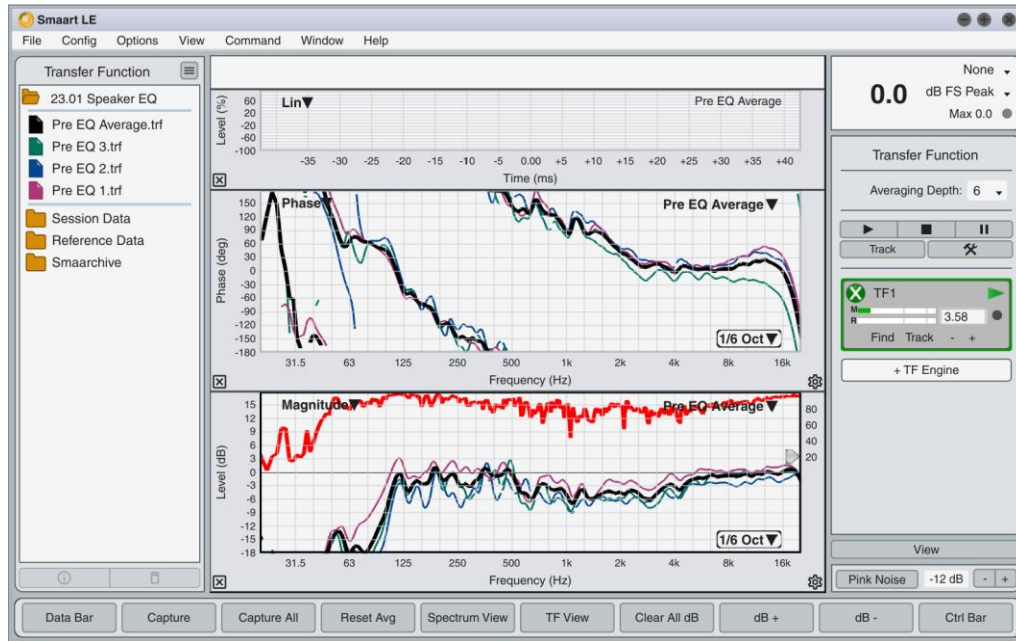 Smaart LE
File Config Options View Command Window Help
Transfer Function
23.01 Speaker EQ
Pre EQ Average.trf
Pre EQ 3.trf
Pre EQ 2.trf
Pre EQ 1.trf
Session Data
Reference Data
Smaarchive
Lin▼ Pre EQ Average
Level (%)
60
20
-20
-60
-100
-35 -30 -25 -20 -15 -10 -5 0.00 +5 +10 +15 +20 +25 +30 +35 +40
Time (ms)
Phase▼ Pre EQ Average▼
Phase (deg)
150
120
90
60
30
0
-30
-60
-90
-120
-150
-180
1/6 Oct▼
31.5 63 125 250 500 1k 2k 4k 8k 16k
Frequency (Hz)
Magnitude▼ Pre EQ Average▼
Level (dB)
15
12
9
6
3
0
-3
-6
-9
-12
-15
-18
80
60
40
20
1/6 Oct▼
31.5 63 125 250 500 1k 2k 4k 8k 16k
Frequency (Hz)
None
0.0 dB FS Peak
Max 0.0
Transfer Function
Averaging Depth: 6
Track
TF1
M
R
3.58
Find Track - +
+ TF Engine
View
Pink Noise -12 dB - +
Data Bar Capture Capture All Reset Avg Spectrum View TF View Clear All dB dB + dB - Ctrl Bar